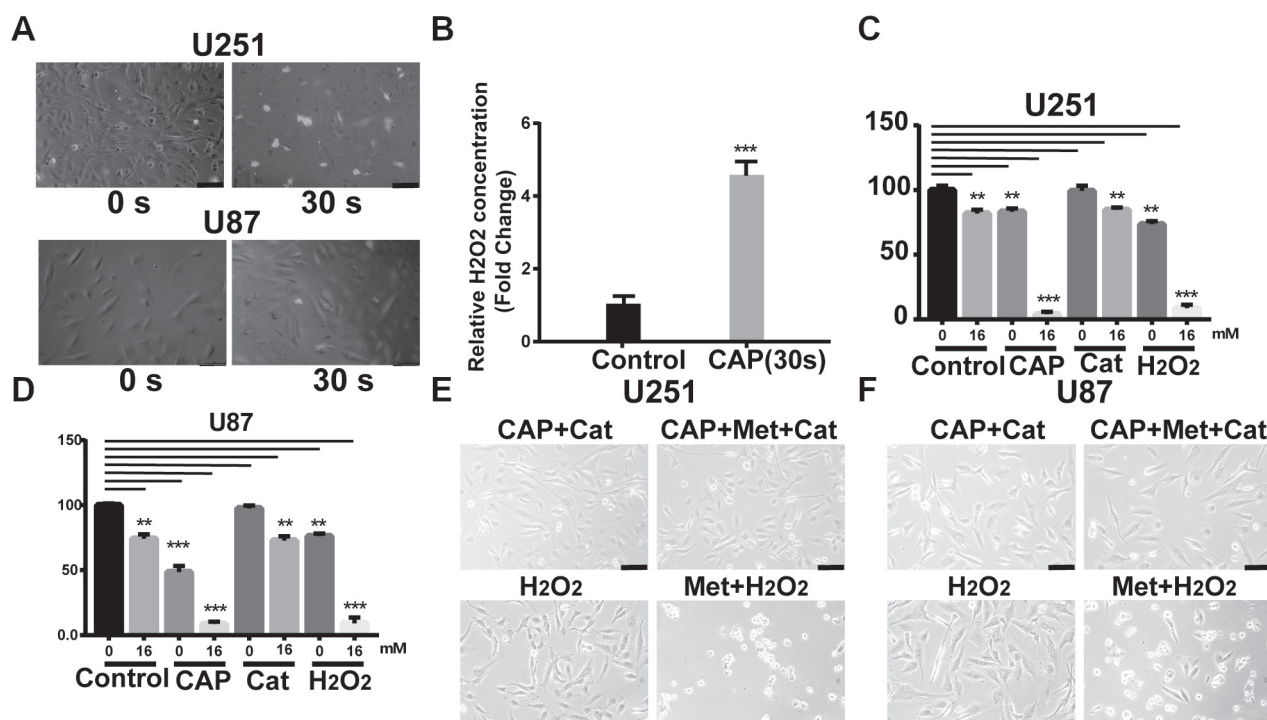 A
U251
0 s
30 s
U87
0 s
30 s
B
Relative H2O2 concentration
(Fold Change)
6
4
2
0
***
Control
CAP(30s)
C
U251
150
100
50
0
**
**
***
**
**
***
0
16
0
16
0
16
0
16
mM
Control
CAP
Cat
H2O2
D
U87
150
100
50
0.0
**
***
***
**
**
***
0
16
0
16
0
16
0
16
mM
Control
CAP
Cat
H2O2
E
U251
CAP+Cat
CAP+Met+Cat
H2O2
Met+H2O2
F
U87
CAP+Cat
CAP+Met+Cat
H2O2
Met+H2O2